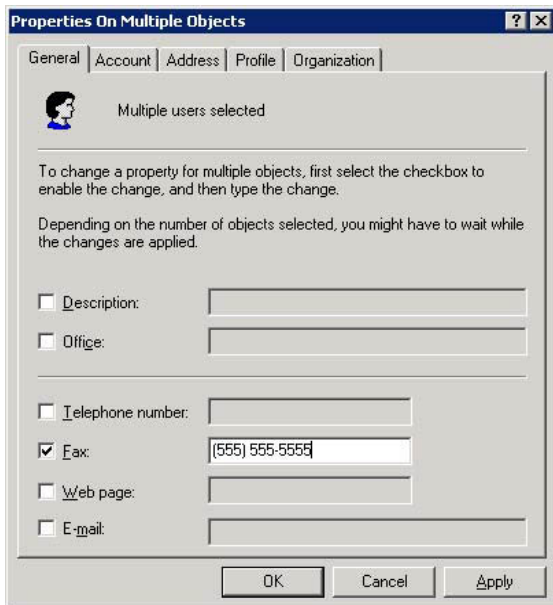 Properties On Multiple Objects
General Account Address Profile Organization
Multiple users selected
To change a property for multiple objects, first select the checkbox to
enable the change, and then type the change.
Depending on the number of objects selected, you might have to wait while
the changes are applied.
Description:
Office:
Telephone number:
Fax: (555) 555-5555
Web page:
E-mail:
OK Cancel Apply